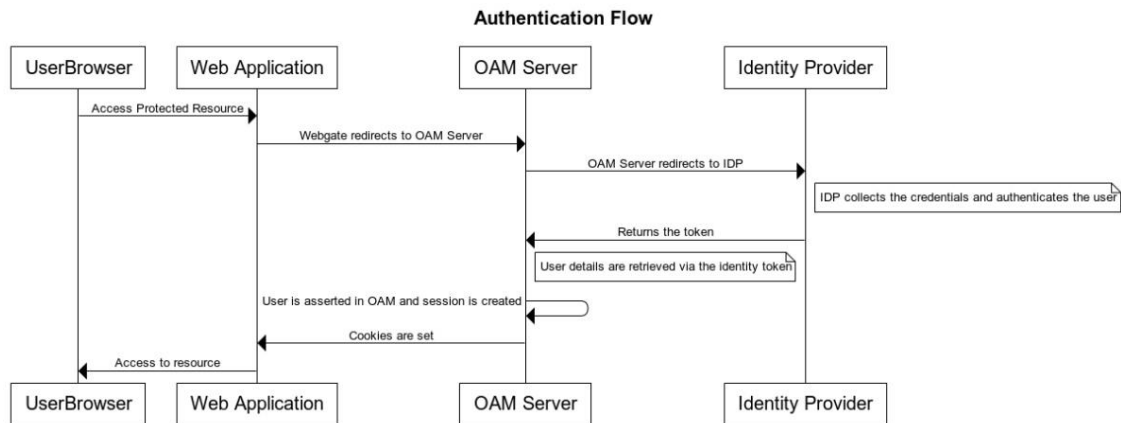 Authentication Flow
UserBrowser
Web Application
OAM Server
Identity Provider
Access Protected Resource
Webgate redirects to OAM Server
OAM Server redirects to IDP
IDP collects the credentials and authenticates the user
Returns the token
User details are retrieved via the identity token
User is asserted in OAM and session is created
Cookies are set
Access to resource
UserBrowser
Web Application
OAM Server
Identity Provider